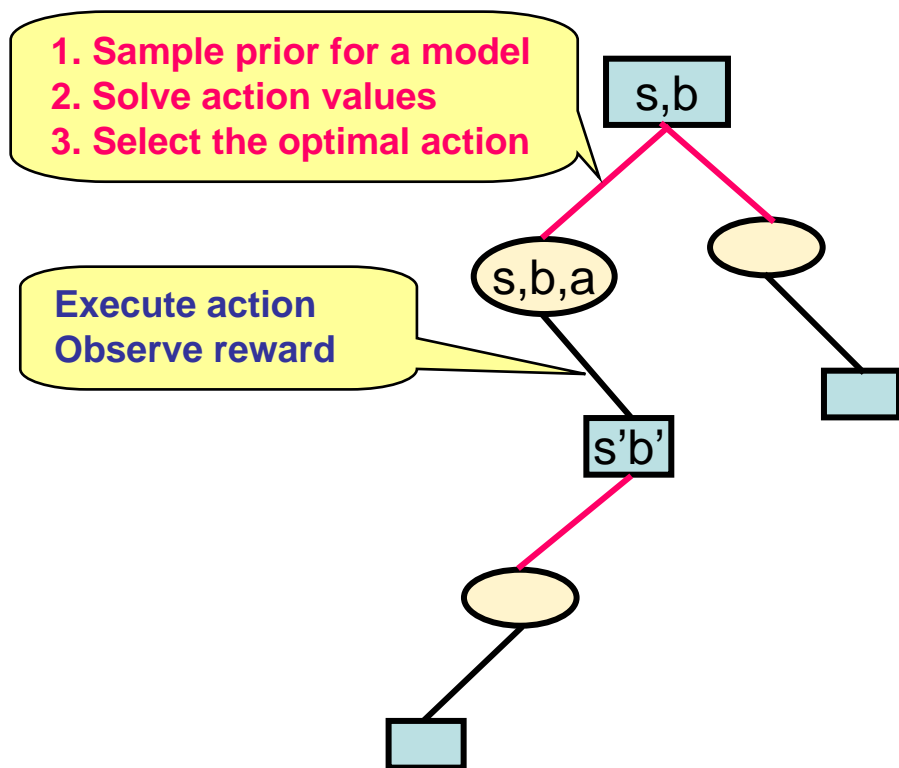 1. Sample prior for a model
2. Solve action values
3. Select the optimal action
s,b
s,b,a
Execute action
Observe reward
s’b’